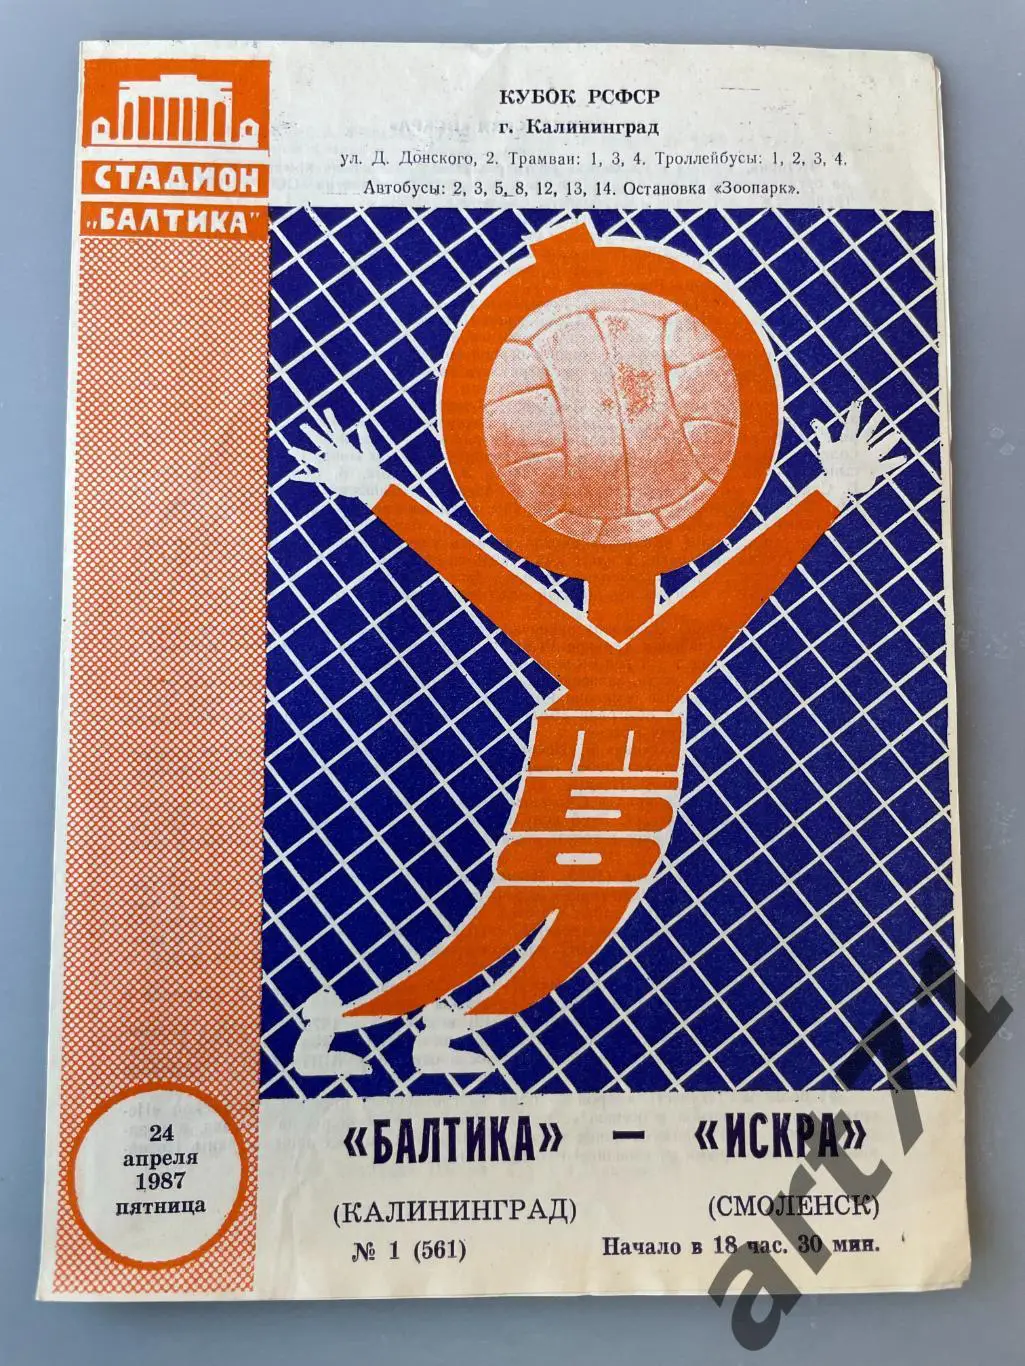 КУБОК РСФСР
г. Калининград
ул. Д. Донского, 2. Трамваи: 1, 3, 4. Троллейбусы: 1, 2, 3, 4.
Автобусы: 2, 3, 5, 8, 12, 13, 14. Остановка «Зоопарк».
СТАДИОН
„БАЛТИКА“
ФУТБОЛ
24
апреля
1987
пятница
«БАЛТИКА» — «ИСКРА»
(КАЛИНИНГРАД) (СМОЛЕНСК)
№ 1 (561) Начало в 18 час. 30 мин.
art71